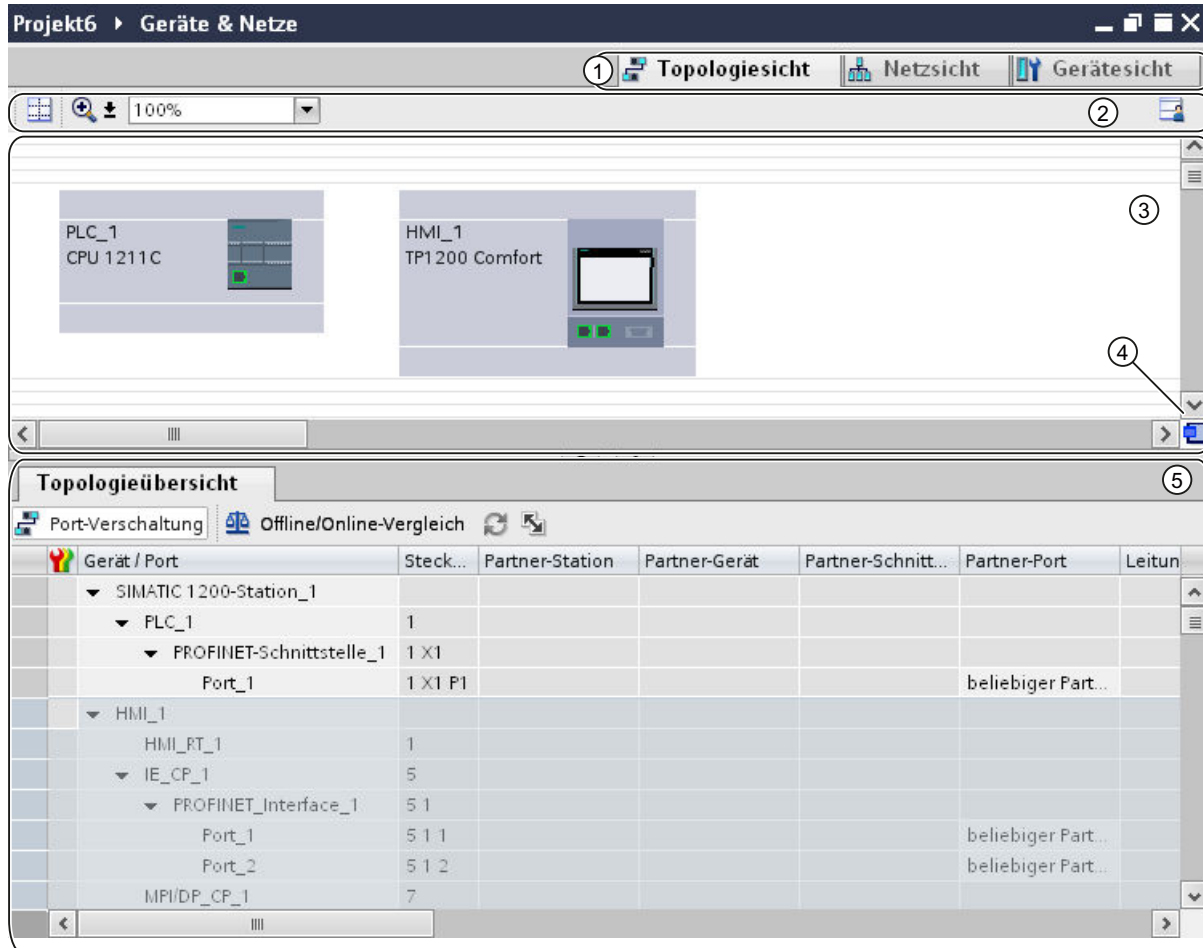 Projekt6 ▸ Geräte & Netze
1 Topologiesicht Netzsicht Gerätesicht
100% 2
3
PLC_1
CPU 1211C
HMI_1
TP1200 Comfort
4
Topologieübersicht 5
Port-Verschaltung Offline/Online-Vergleich
Gerät / Port Steck... Partner-Station Partner-Gerät Partner-Schnitt... Partner-Port Leitun
SIMATIC 1200-Station_1
PLC_1 1
PROFINET-Schnittstelle_1 1 X1
Port_1 1 X1 P1 beliebiger Part...
HMI_1
HMI_RT_1 1
IE_CP_1 5
PROFINET_Interface_1 5 1
Port_1 5 1 1 beliebiger Part...
Port_2 5 1 2 beliebiger Part...
MPI/DP_CP_1 7